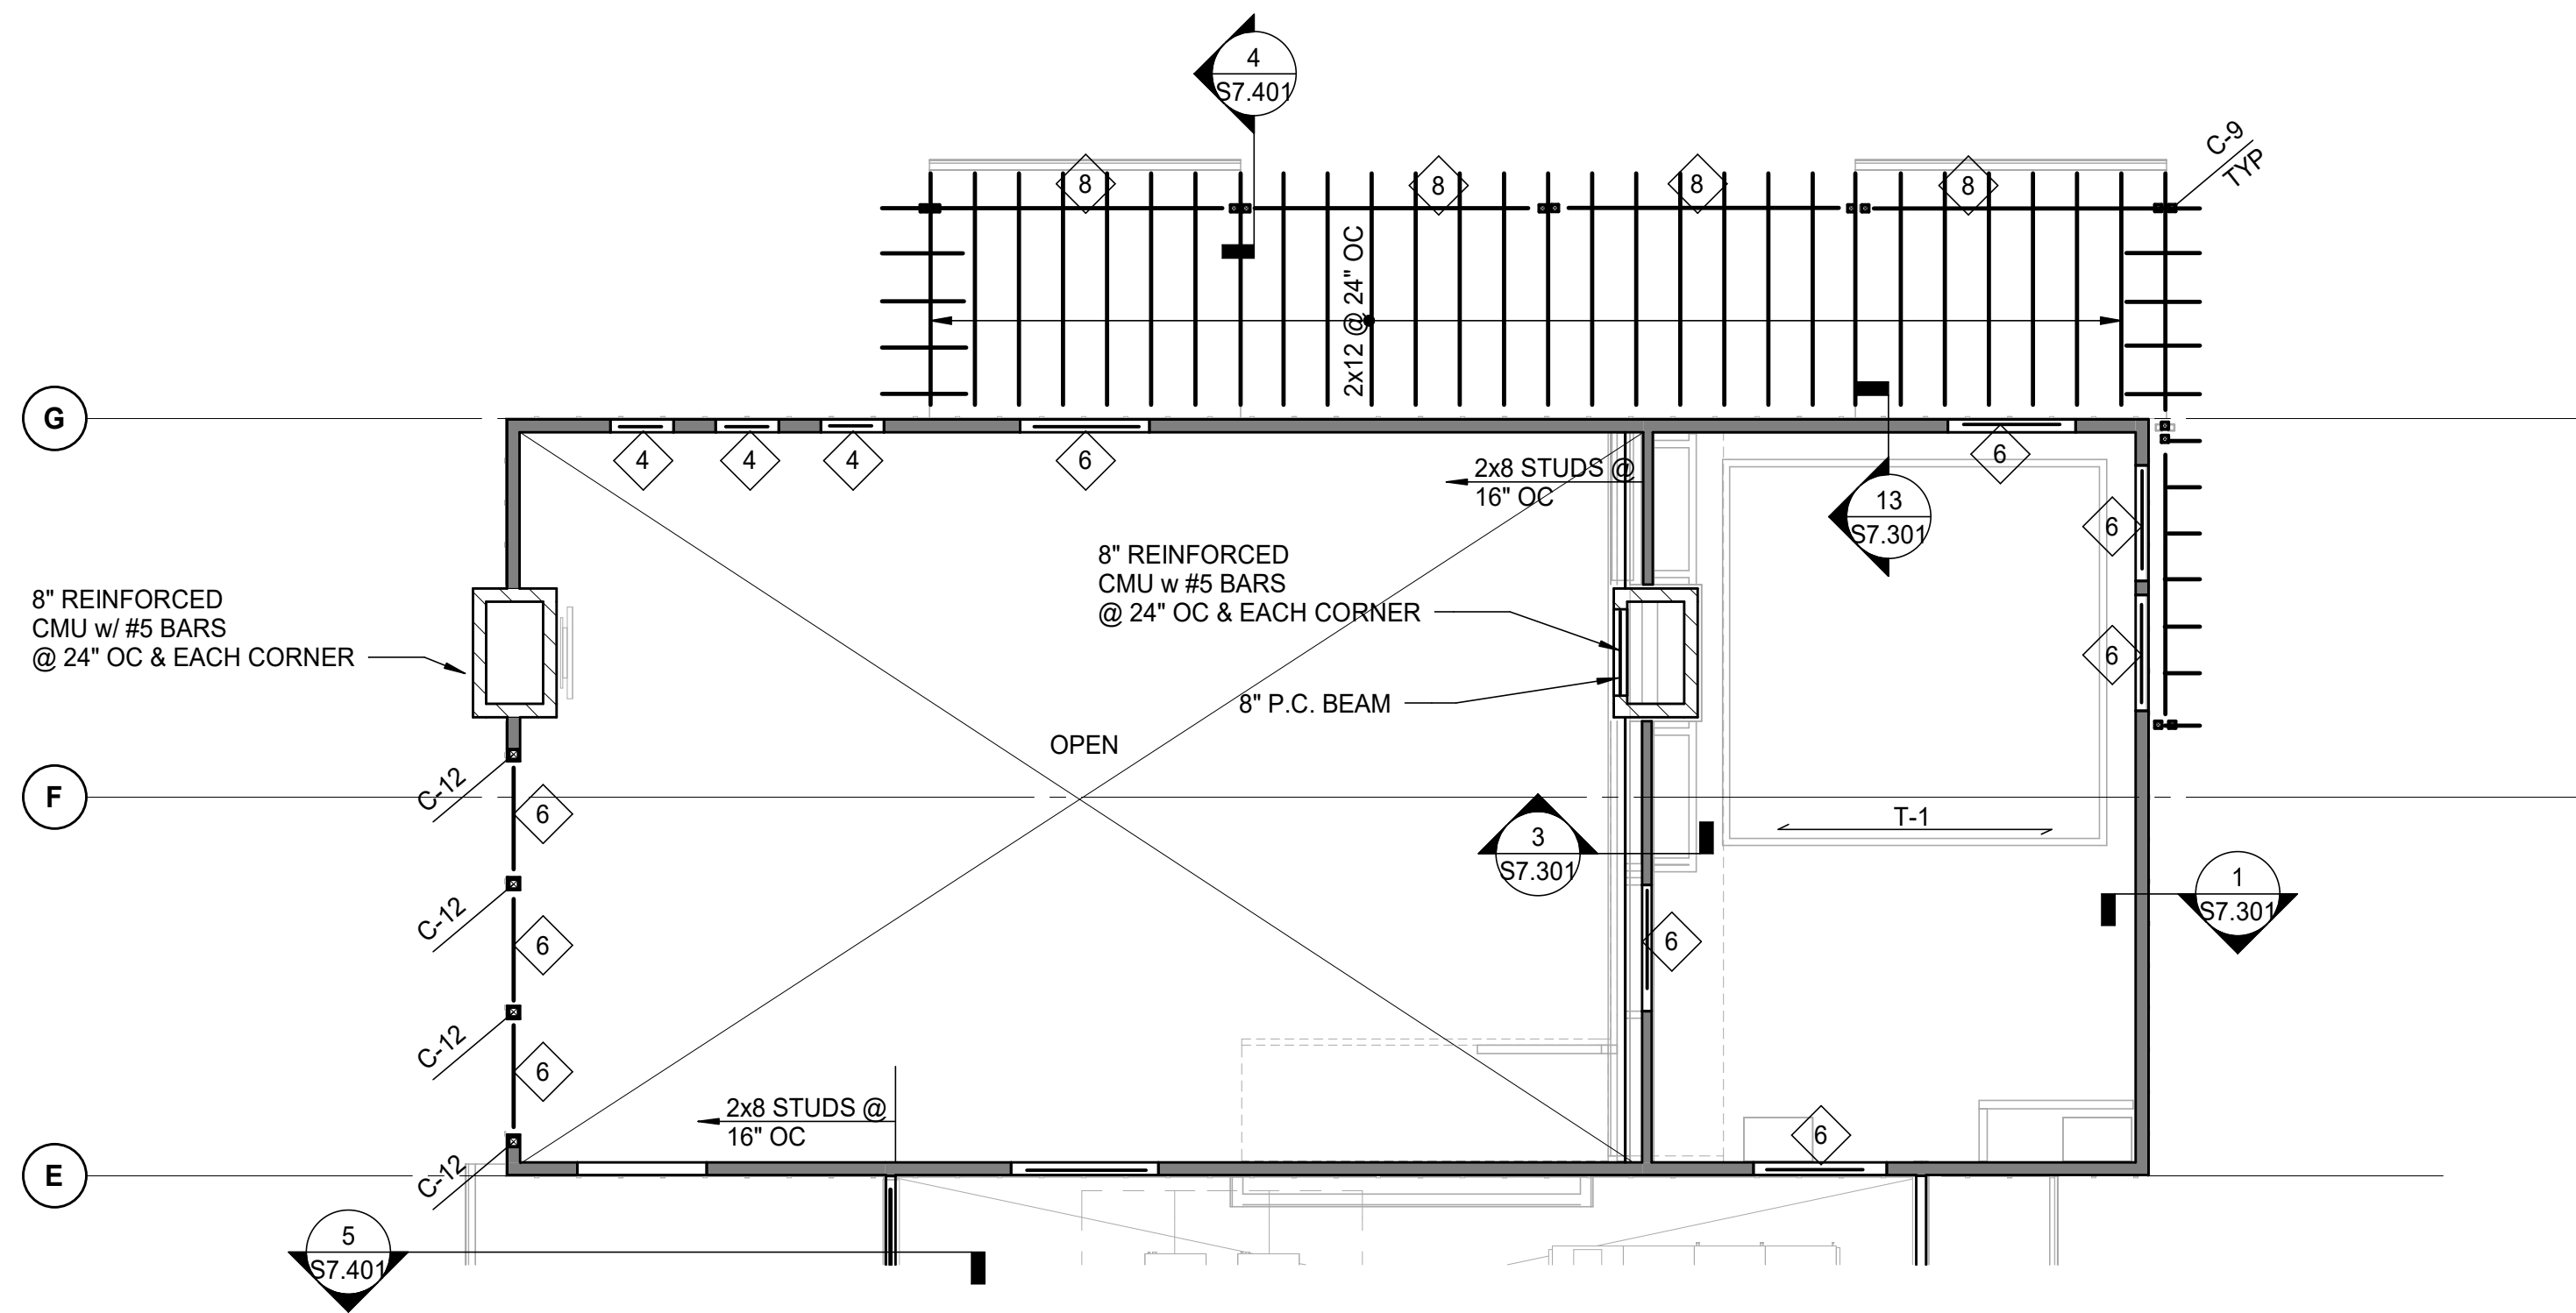 4
S7.401
C-9
TYP
8
8
8
8
2x12 @ 24" OC
G
4
4
4
6
6
2x8 STUDS @
16" OC
13
S7.301
6
8" REINFORCED
CMU w #5 BARS
@ 24" OC & EACH CORNER
8" REINFORCED
CMU w/ #5 BARS
@ 24" OC & EACH CORNER
6
8" P.C. BEAM
OPEN
C-12
F
6
T-1
3
S7.301
1
S7.301
C-12
6
6
C-12
6
2x8 STUDS @
16" OC
6
E
C-12
5
S7.401